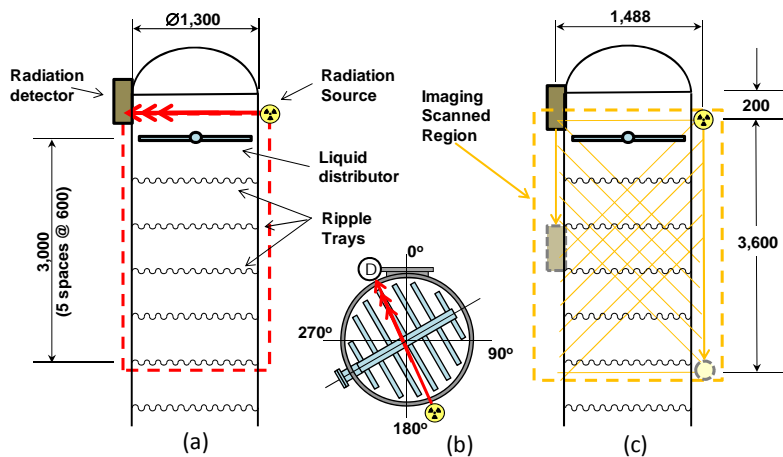 Ø1,300
Radiation
detector
Radiation
Source
Liquid
distributor
Ripple
Trays
3,000
(5 spaces @ 600)
(a)
0º
D
270º
90º
180º
(b)
1,488
Imaging
Scanned
Region
200
3,600
(c)